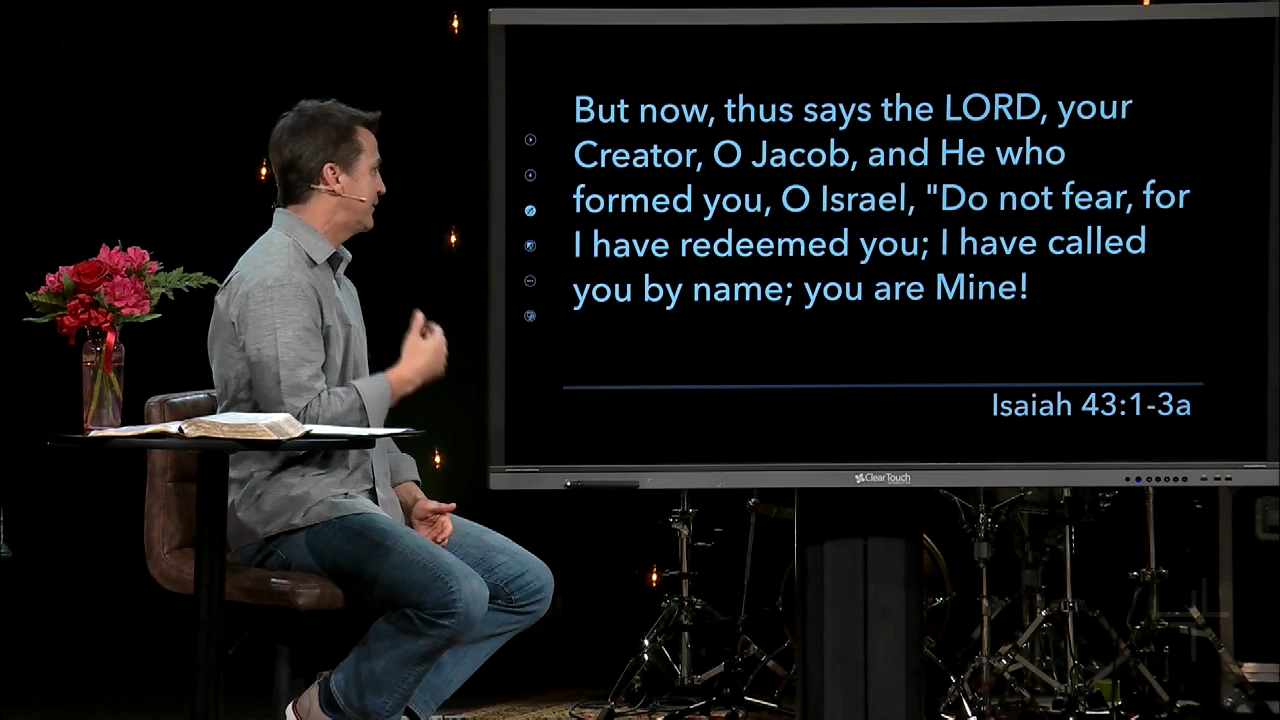 But now, thus says the LORD, your
Creator, O Jacob, and He who
formed you, O Israel, "Do not fear, for
I have redeemed you; I have called
you by name; you are Mine!
Isaiah 43:1-3a
ClearTouch